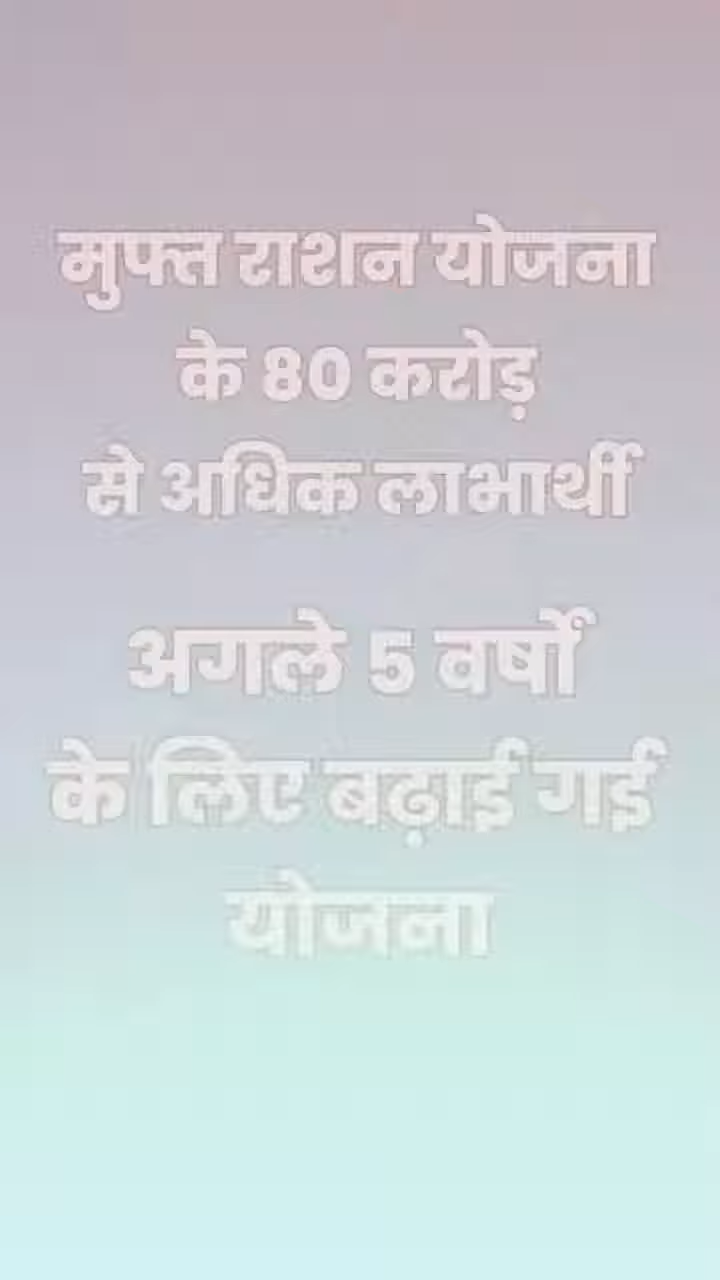 मुफ्त राशन योजना
के 80 करोड़
से अधिक लाभार्थी
अगले 5 वर्षों
के लिए बढ़ाई गई
योजना